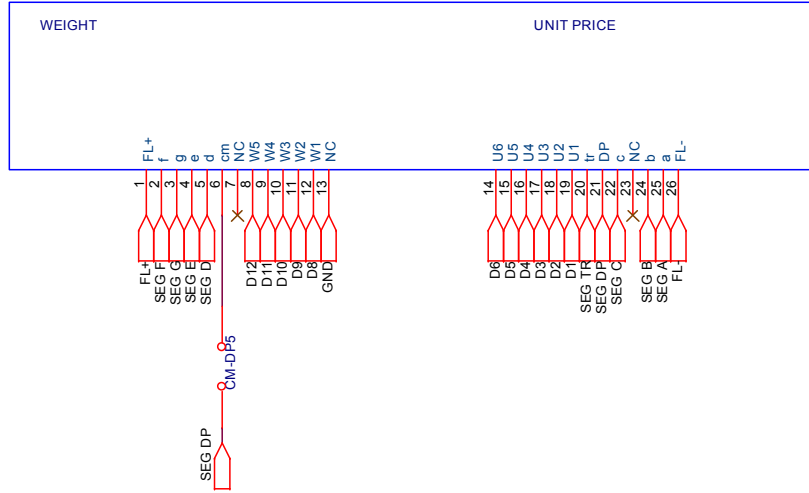 WEIGHT
UNIT PRICE
FL+
f
g
e
d
cm
NC
W5
W4
W3
W2
W1
NC
U6
U5
U4
U3
U2
U1
tr
DP
c
NC
b
a
FL-
1
2
3
4
5
6
7
8
9
10
11
12
13
14
15
16
17
18
19
20
21
22
23
24
25
26
FL+
SEG F
SEG G
SEG E
SEG D
D12
D11
D10
D9
D8
GND
D6
D5
D4
D3
D2
D1
SEG TR
SEG DP
SEG C
SEG B
SEG A
FL-
CM-DP5
SEG DP